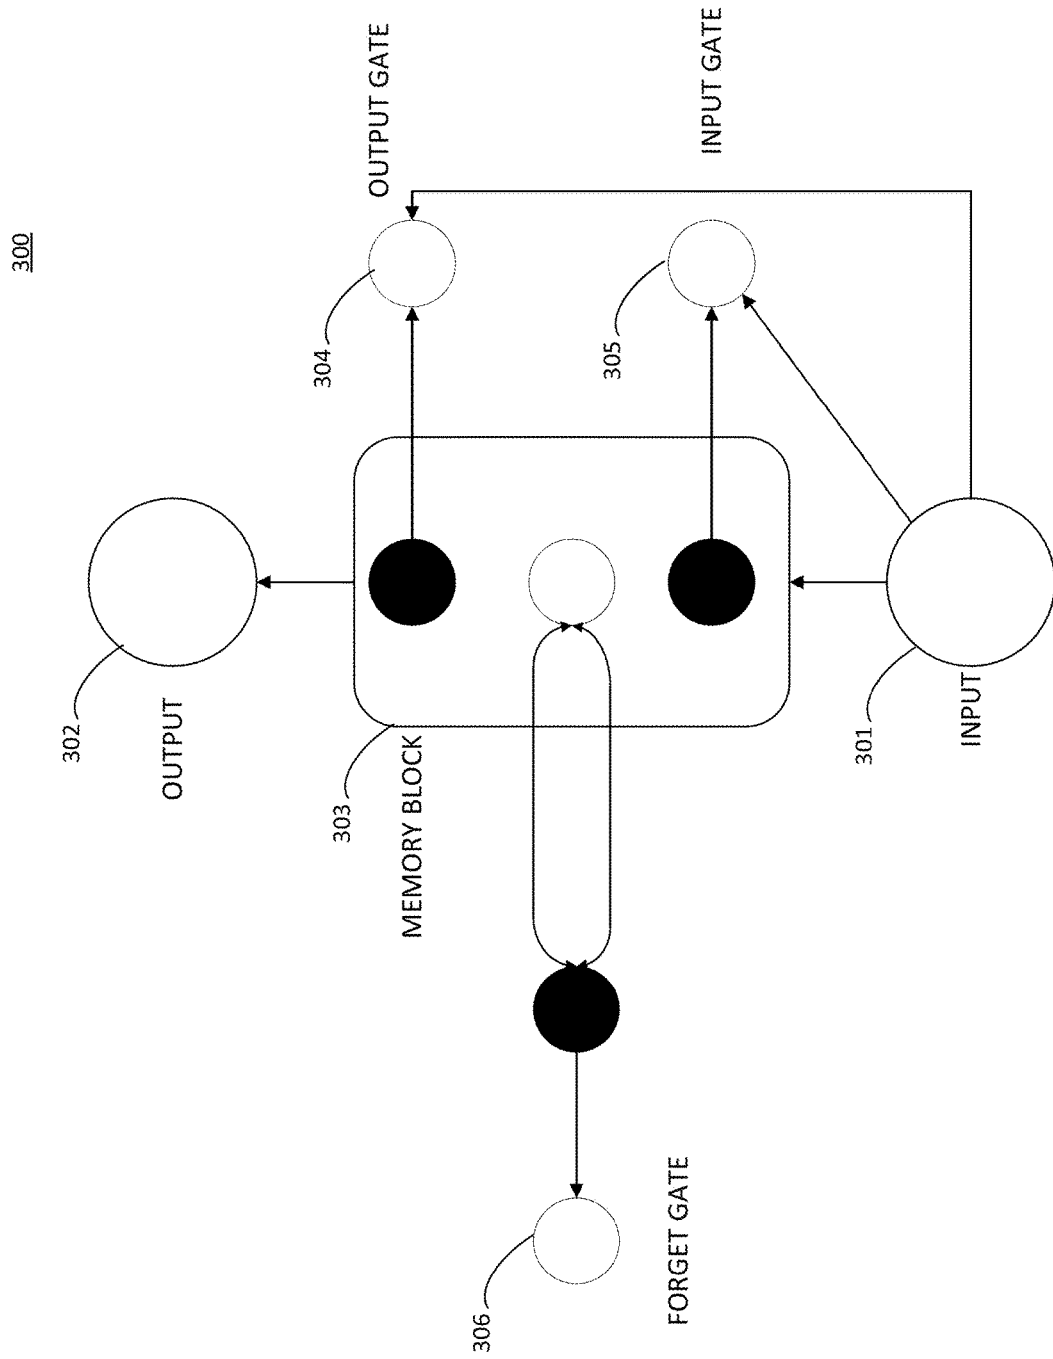 300
OUTPUT GATE
INPUT GATE
304
305
302
OUTPUT
303
MEMORY BLOCK
301
INPUT
306
FORGET GATE